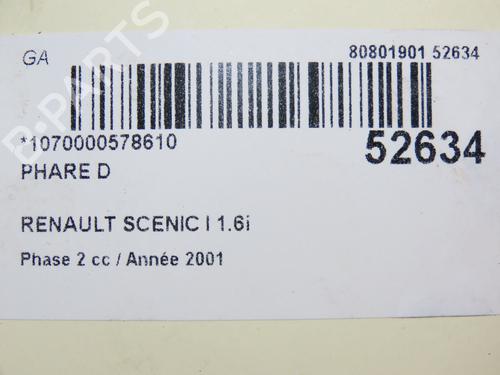 GA 80801901 52634
*1070000578610 52634
PHARE D
RENAULT SCENIC I 1.6i
Phase 2 cc / Année 2001
B-PARTS